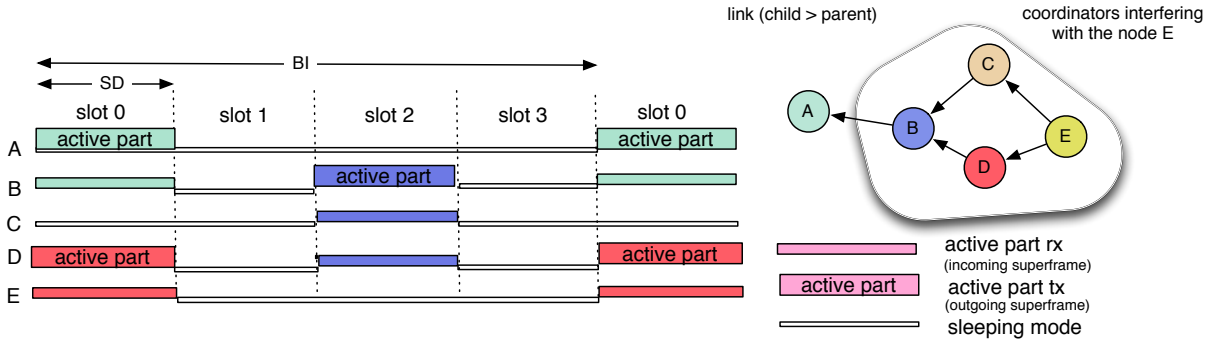 BI
SD
slot 0
slot 1
slot 2
slot 3
slot 0
A
active part
active part
B
active part
C
D
active part
active part
E
link (child > parent)
coordinators interfering
with the node E
C
A
B
E
D
active part rx
(incoming superframe)
active part
active part tx
(outgoing superframe)
sleeping mode